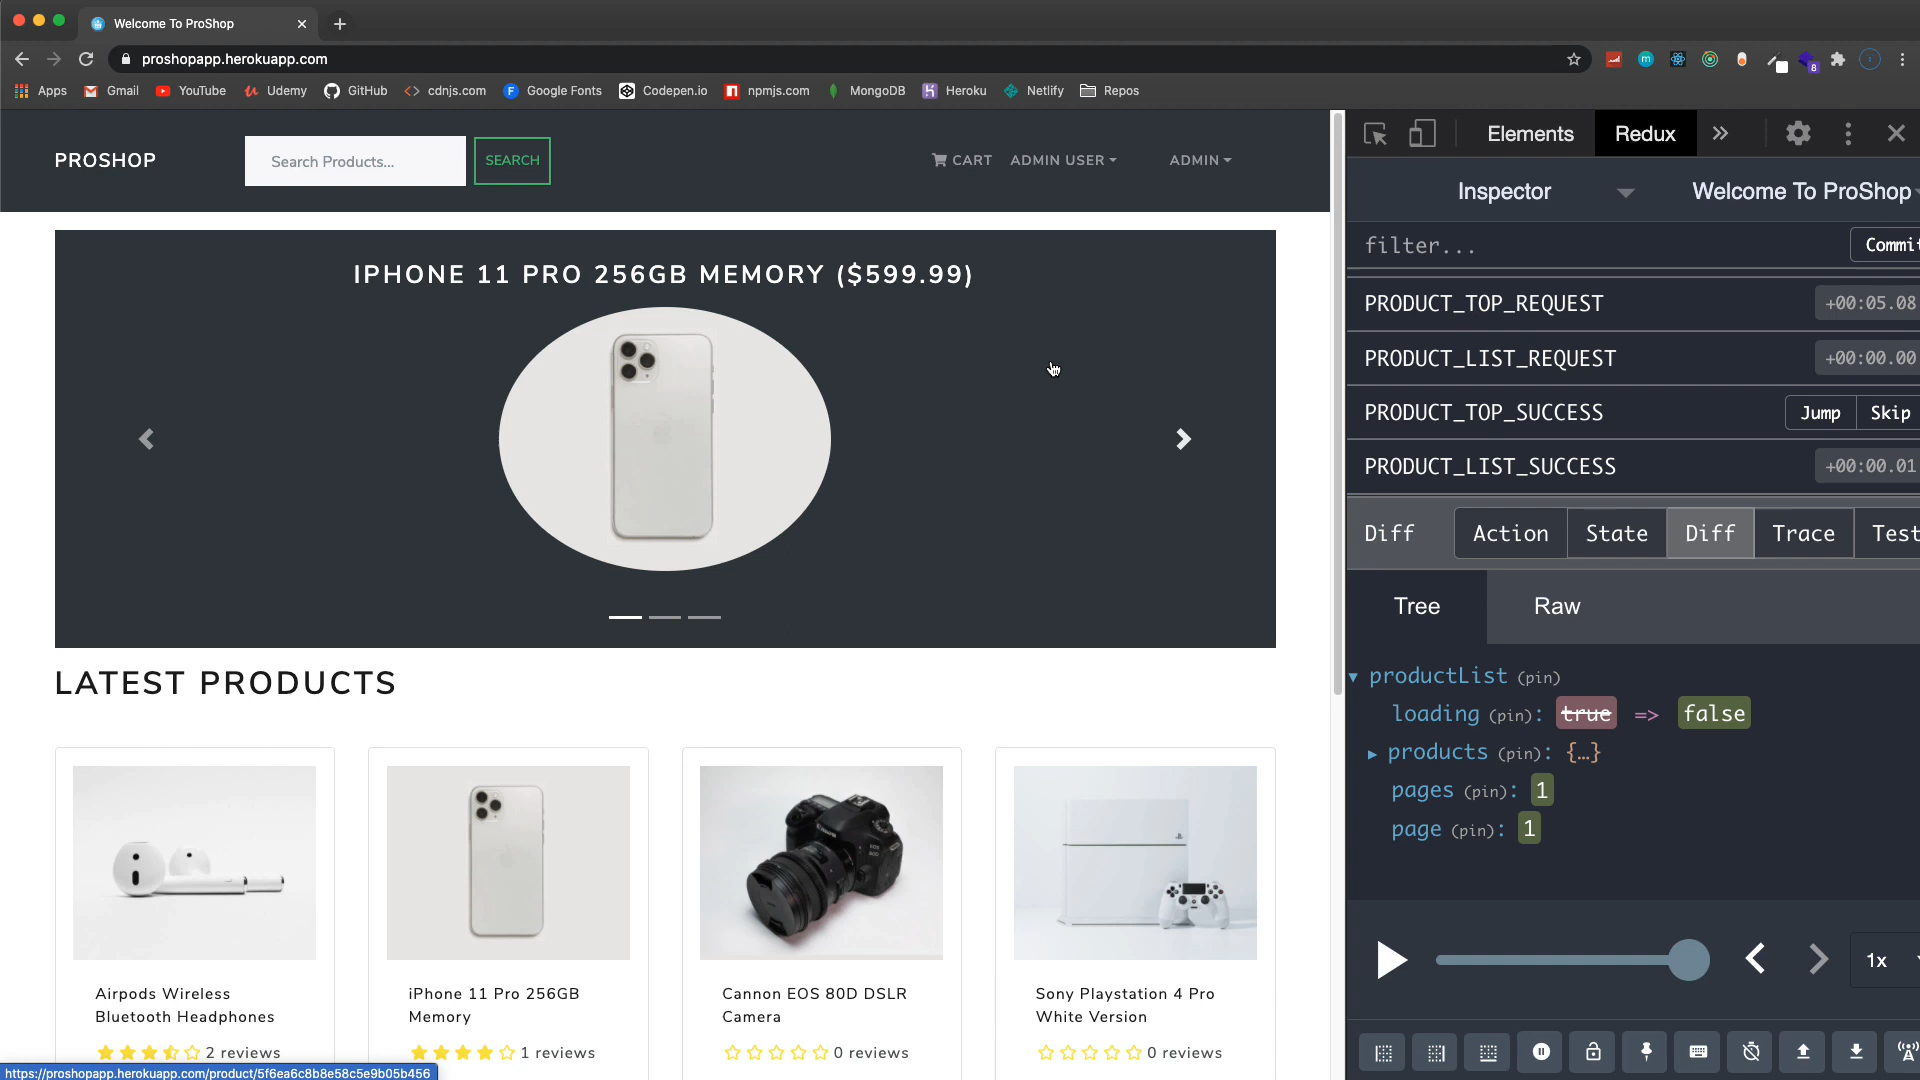 Welcome To ProShop
proshopapp.herokuapp.com
8
Apps Gmail YouTube Udemy GitHub cdnjs.com Google Fonts Codepen.io npmjs.com MongoDB Heroku Netlify Repos
PROSHOP
Search Products...
SEARCH
CART
ADMIN USER
ADMIN
IPHONE 11 PRO 256GB MEMORY ($599.99)
LATEST PRODUCTS
Airpods Wireless
Bluetooth Headphones
2 reviews
iPhone 11 Pro 256GB
Memory
1 reviews
Cannon EOS 80D DSLR
Camera
0 reviews
Sony Playstation 4 Pro
White Version
0 reviews
https://proshopapp.herokuapp.com/product/5f6ea6c8b8e58c5e9b05b456
Elements Redux
Inspector Welcome To ProShop
filter... Commit
PRODUCT_TOP_REQUEST +00:05.08
PRODUCT_LIST_REQUEST +00:00.00
PRODUCT_TOP_SUCCESS Jump Skip
PRODUCT_LIST_SUCCESS +00:00.01
Diff Action State Diff Trace Test
Tree Raw
productList (pin)
loading (pin): true => false
products (pin): {…}
pages (pin): 1
page (pin): 1
1x